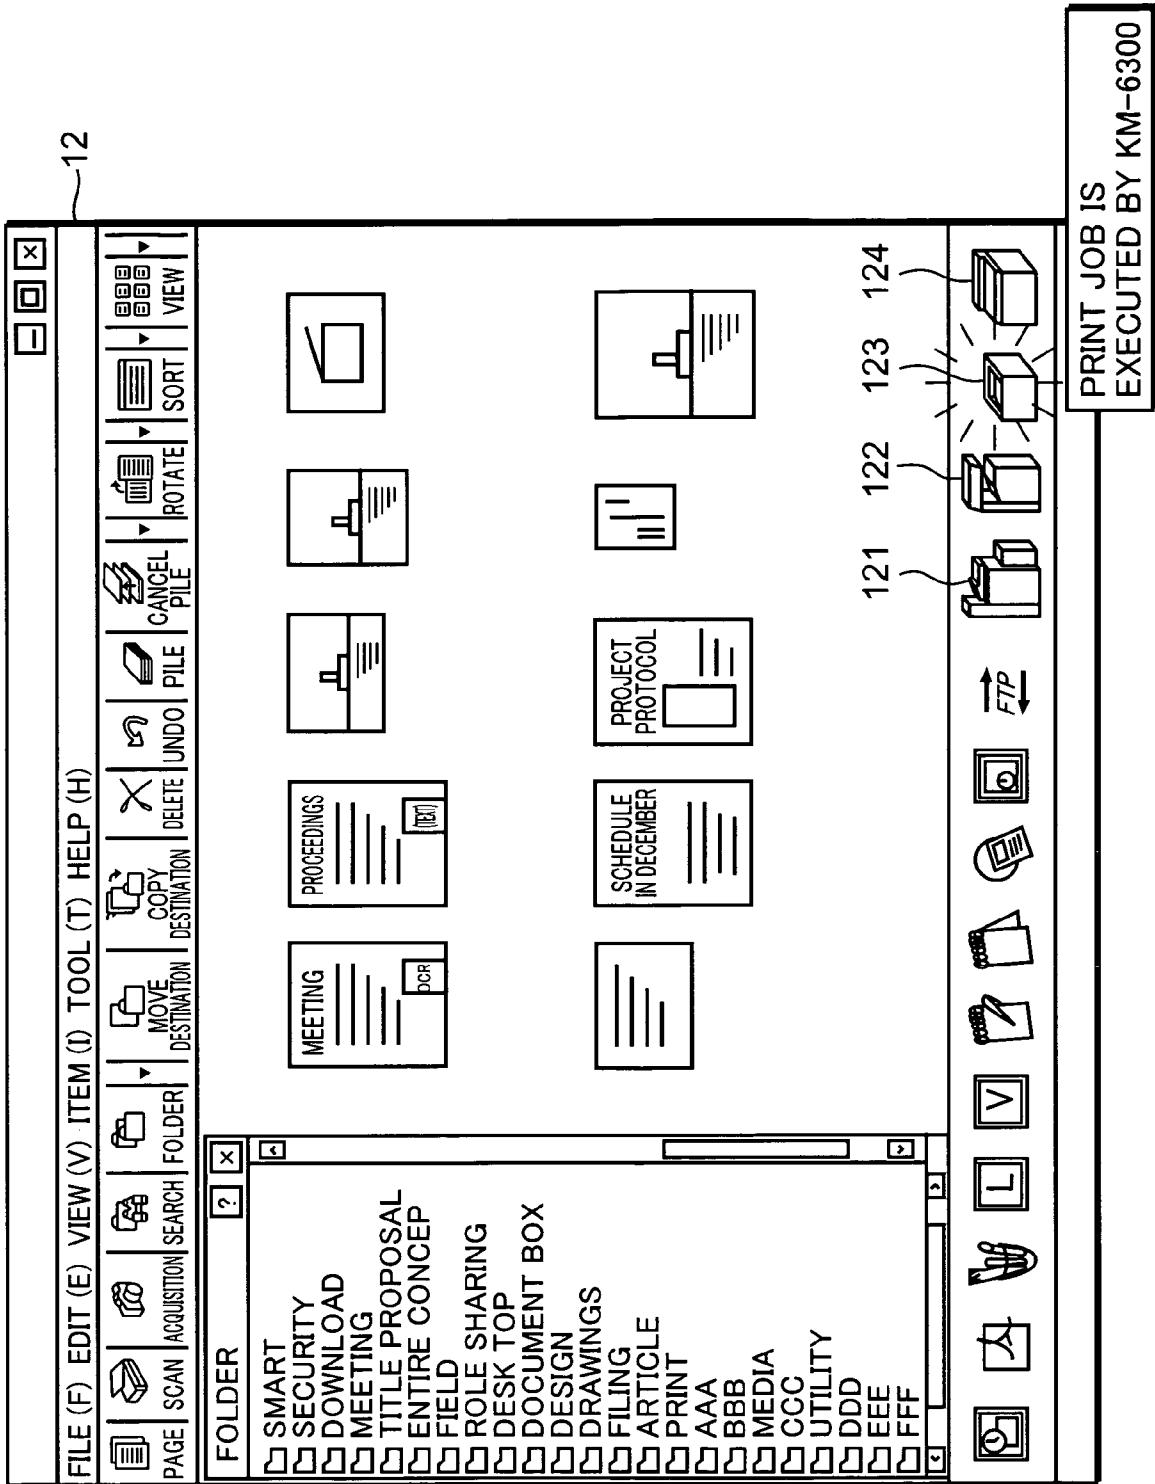 12
FILE (F) EDIT (E) VIEW (V) ITEM (I) TOOL (T) HELP (H)
PAGE
SCAN
ACQUISITION
SEARCH
FOLDER
MOVE
DESTINATION
COPY
DESTINATION
DELETE
UNDO
PILE
CANCEL
PILE
ROTATE
SORT
VIEW
FOLDER
?
SMART
SECURITY
DOWNLOAD
MEETING
TITLE PROPOSAL
ENTIRE CONCEP
FIELD
ROLE SHARING
DESK TOP
DOCUMENT BOX
DESIGN
DRAWINGS
FILING
ARTICLE
PRINT
AAA
BBB
MEDIA
CCC
UTILITY
DDD
EEE
FFF
MEETING
OCR
PROCEEDINGS
(TEXT)
SCHEDULE
IN DECEMBER
PROJECT
PROTOCOL
L
V
FTP
121
122
123
124
PRINT JOB IS
EXECUTED BY KM-6300